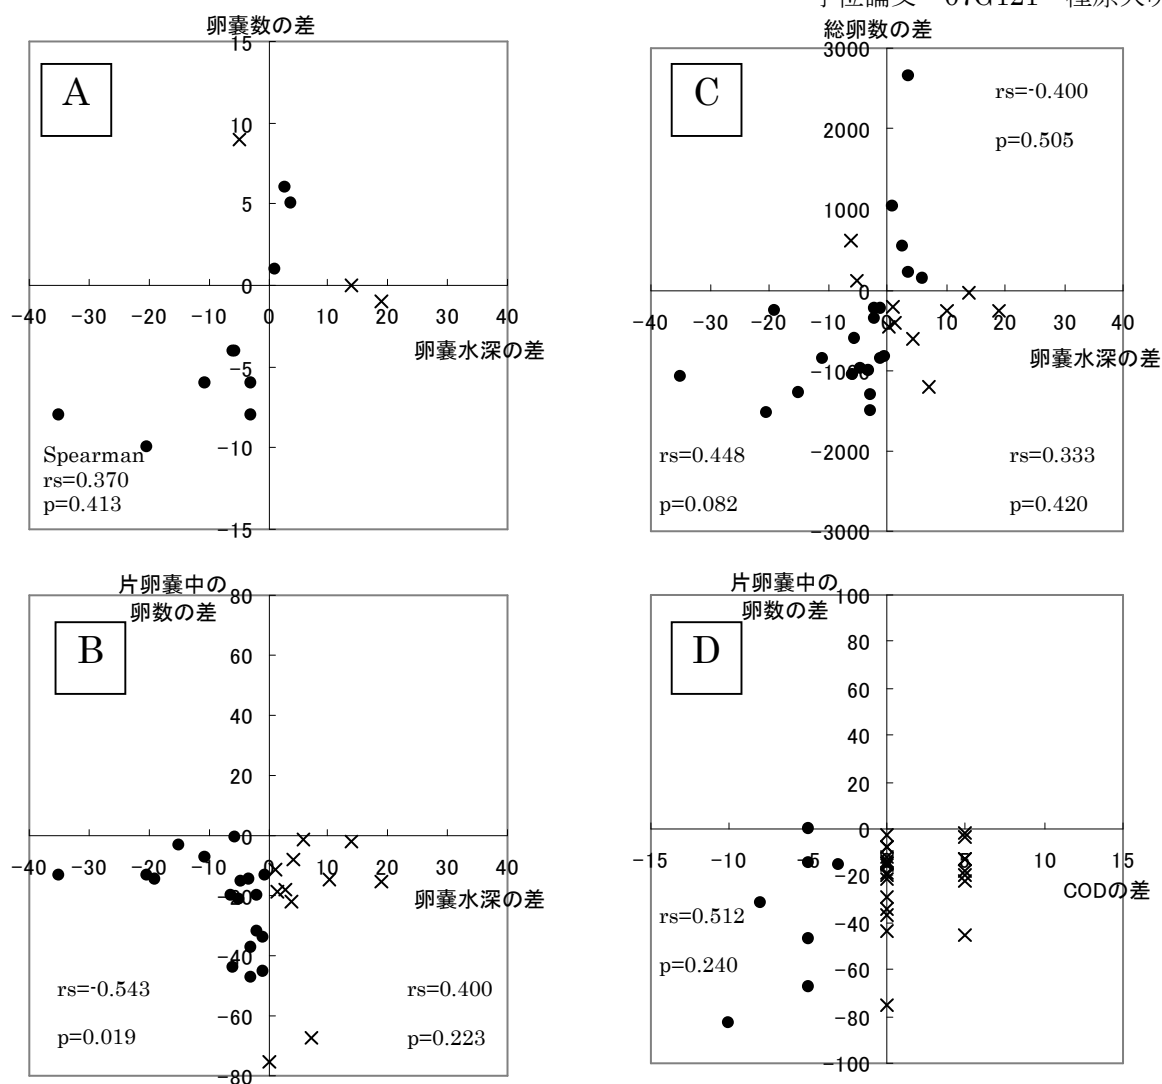 卵嚢数の差
15
A
10
5
0
-40 -30 -20 -10 0 10 20 30 40
卵嚢水深の差
-5
-10
Spearman
rs=0.370
p=0.413
-15
総卵数の差
3000
C
rs=-0.400
2000
p=0.505
1000
0
-40 -30 -20 -10 0 10 20 30 40
卵嚢水深の差
-1000
-2000
rs=0.448
rs=0.333
p=0.082
p=0.420
-3000
片卵嚢中の
卵数の差
80
B
60
40
20
0
-40 -30 -20 -10 0 10 20 30 40
卵嚢水深の差
-20
-40
rs=-0.543
rs=0.400
p=0.019
p=0.223
-60
-80
片卵嚢中の
卵数の差
100
D
80
60
40
20
0
-15 -10 -5 10 15
CODの差
-20
rs=0.512
-40
p=0.240
-60
-80
-100